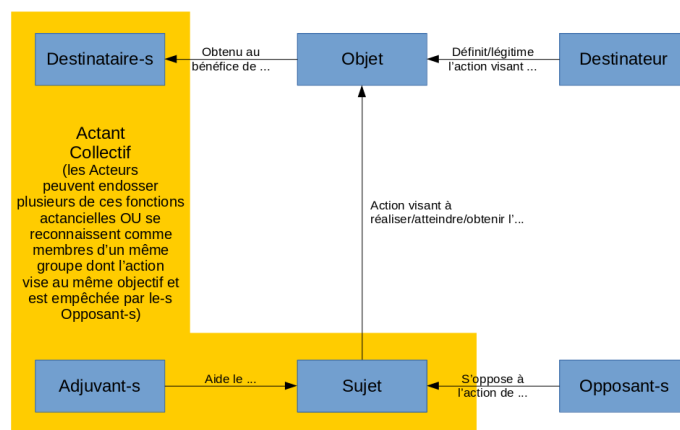 Destinataire-s
Obtenu au
bénéfice de ...
Objet
Définit/légitime
l'action visant ...
Destinateur
Actant
Collectif
(les Acteurs
peuvent endosser
plusieurs de ces fonctions
actancielles OU se
reconnaissent comme
membres d'un même
groupe dont l'action
vise au même objectif et
est empêchée par le-s
Opposant-s)
Action visant à
réaliser/atteindre/obtenir l'...
Adjuvant-s
Aide le ...
Sujet
S'oppose à
l'action de ...
Opposant-s